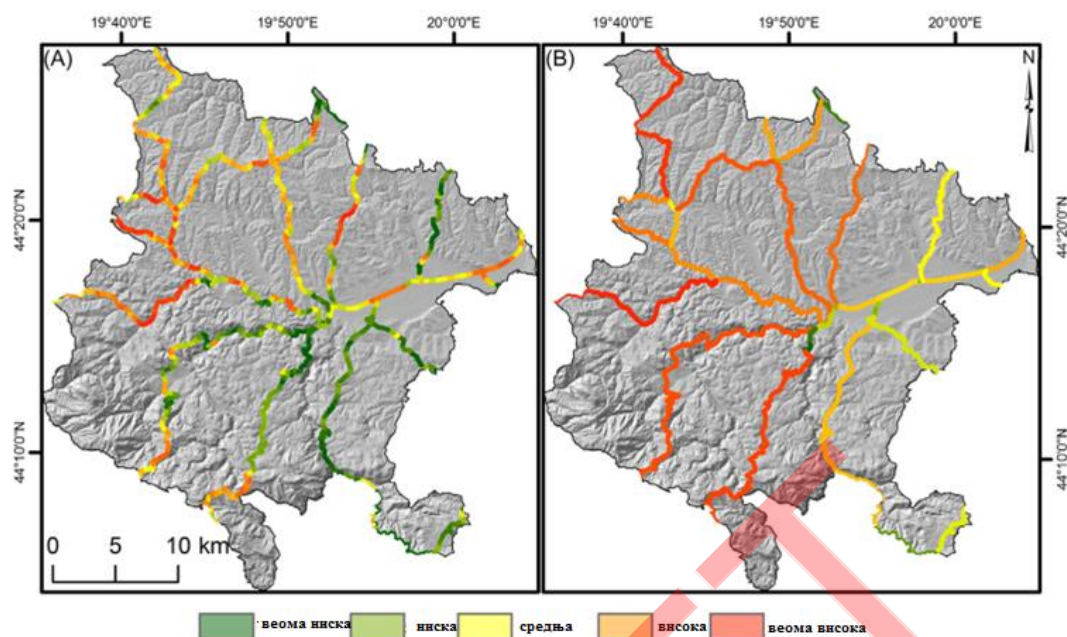 19°40'0"E 19°50'0"E 20°0'0"E 19°40'0"E 19°50'0"E 20°0'0"E
(A) (B) N
44°20'0"N 44°20'0"N
44°10'0"N 44°10'0"N
0 5 10 km
веома ниска ниска средња висока веома висока